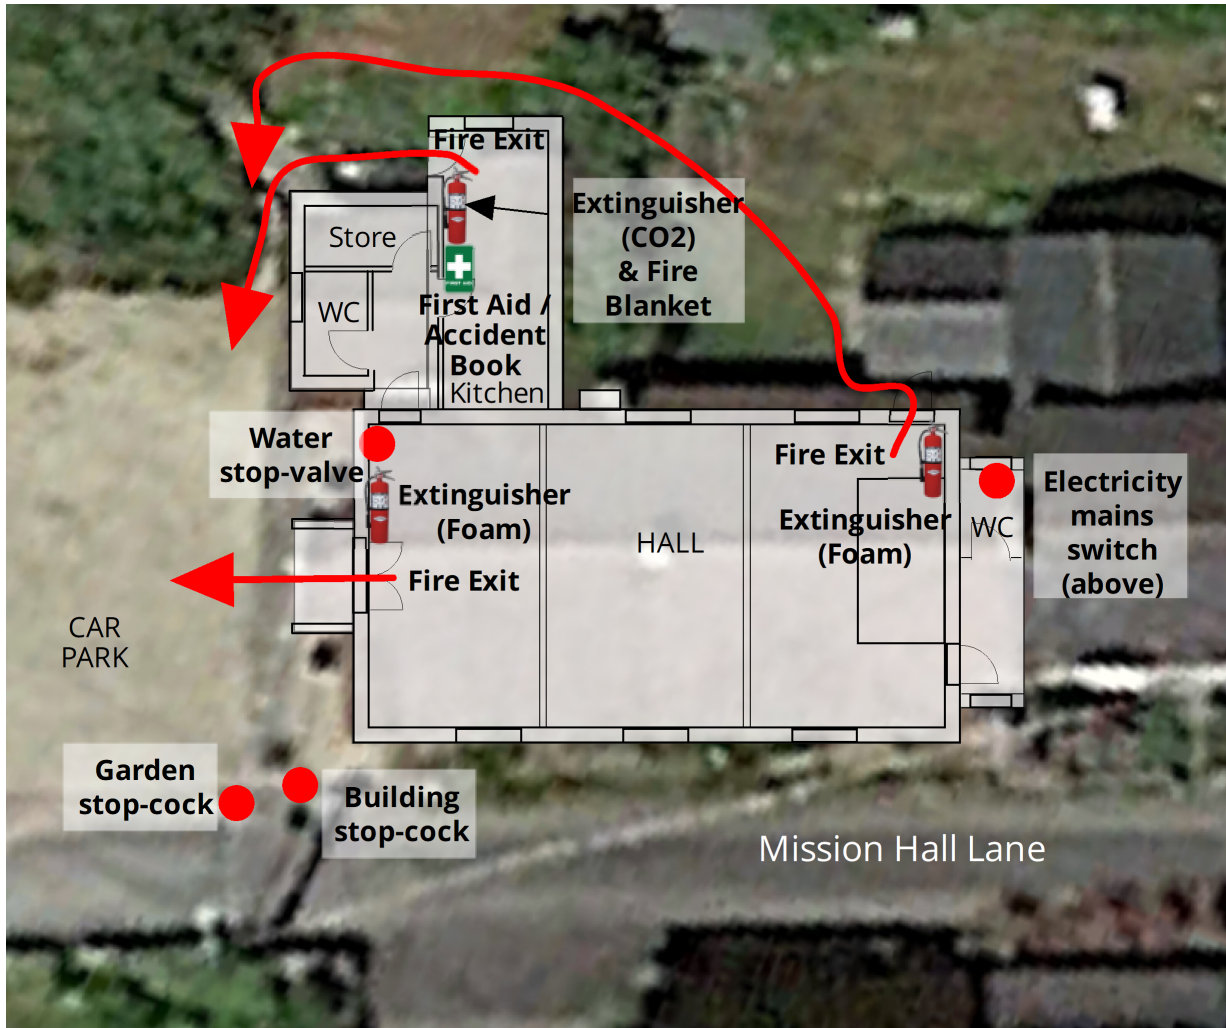 Fire Exit
Extinguisher
(CO2)
& Fire
Blanket
Store
WC
First Aid /
Accident
Book
Kitchen
FIRST AID
Water
stop-valve
Extinguisher
(Foam)
Fire Exit
HALL
Fire Exit
Extinguisher
(Foam)
WC
Electricity
mains
switch
(above)
CAR
PARK
Garden
stop-cock
Building
stop-cock
Mission Hall Lane